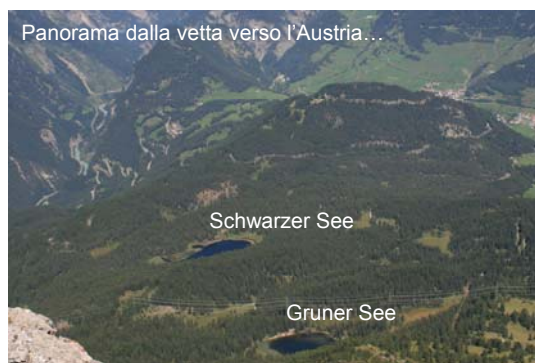 Panorama dalla vetta verso l'Austria…
Schwarzer See
Gruner See